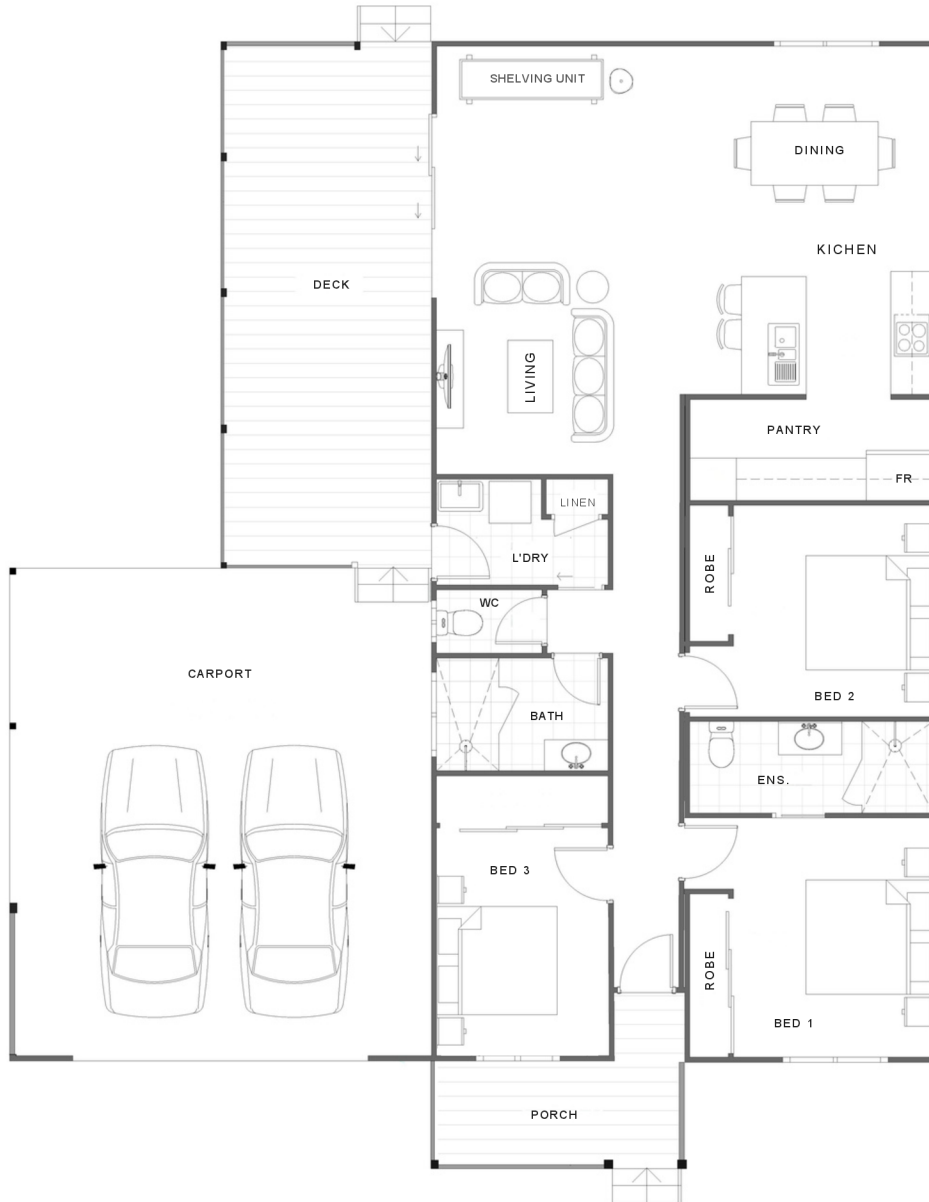 SHELVING UNIT
DINING
KICHEN
DECK
LIVING
PANTRY
FR
LINEN
L'DRY
ROBE
WC
CARPORT
BED 2
BATH
ENS.
BED 3
ROBE
BED 1
PORCH